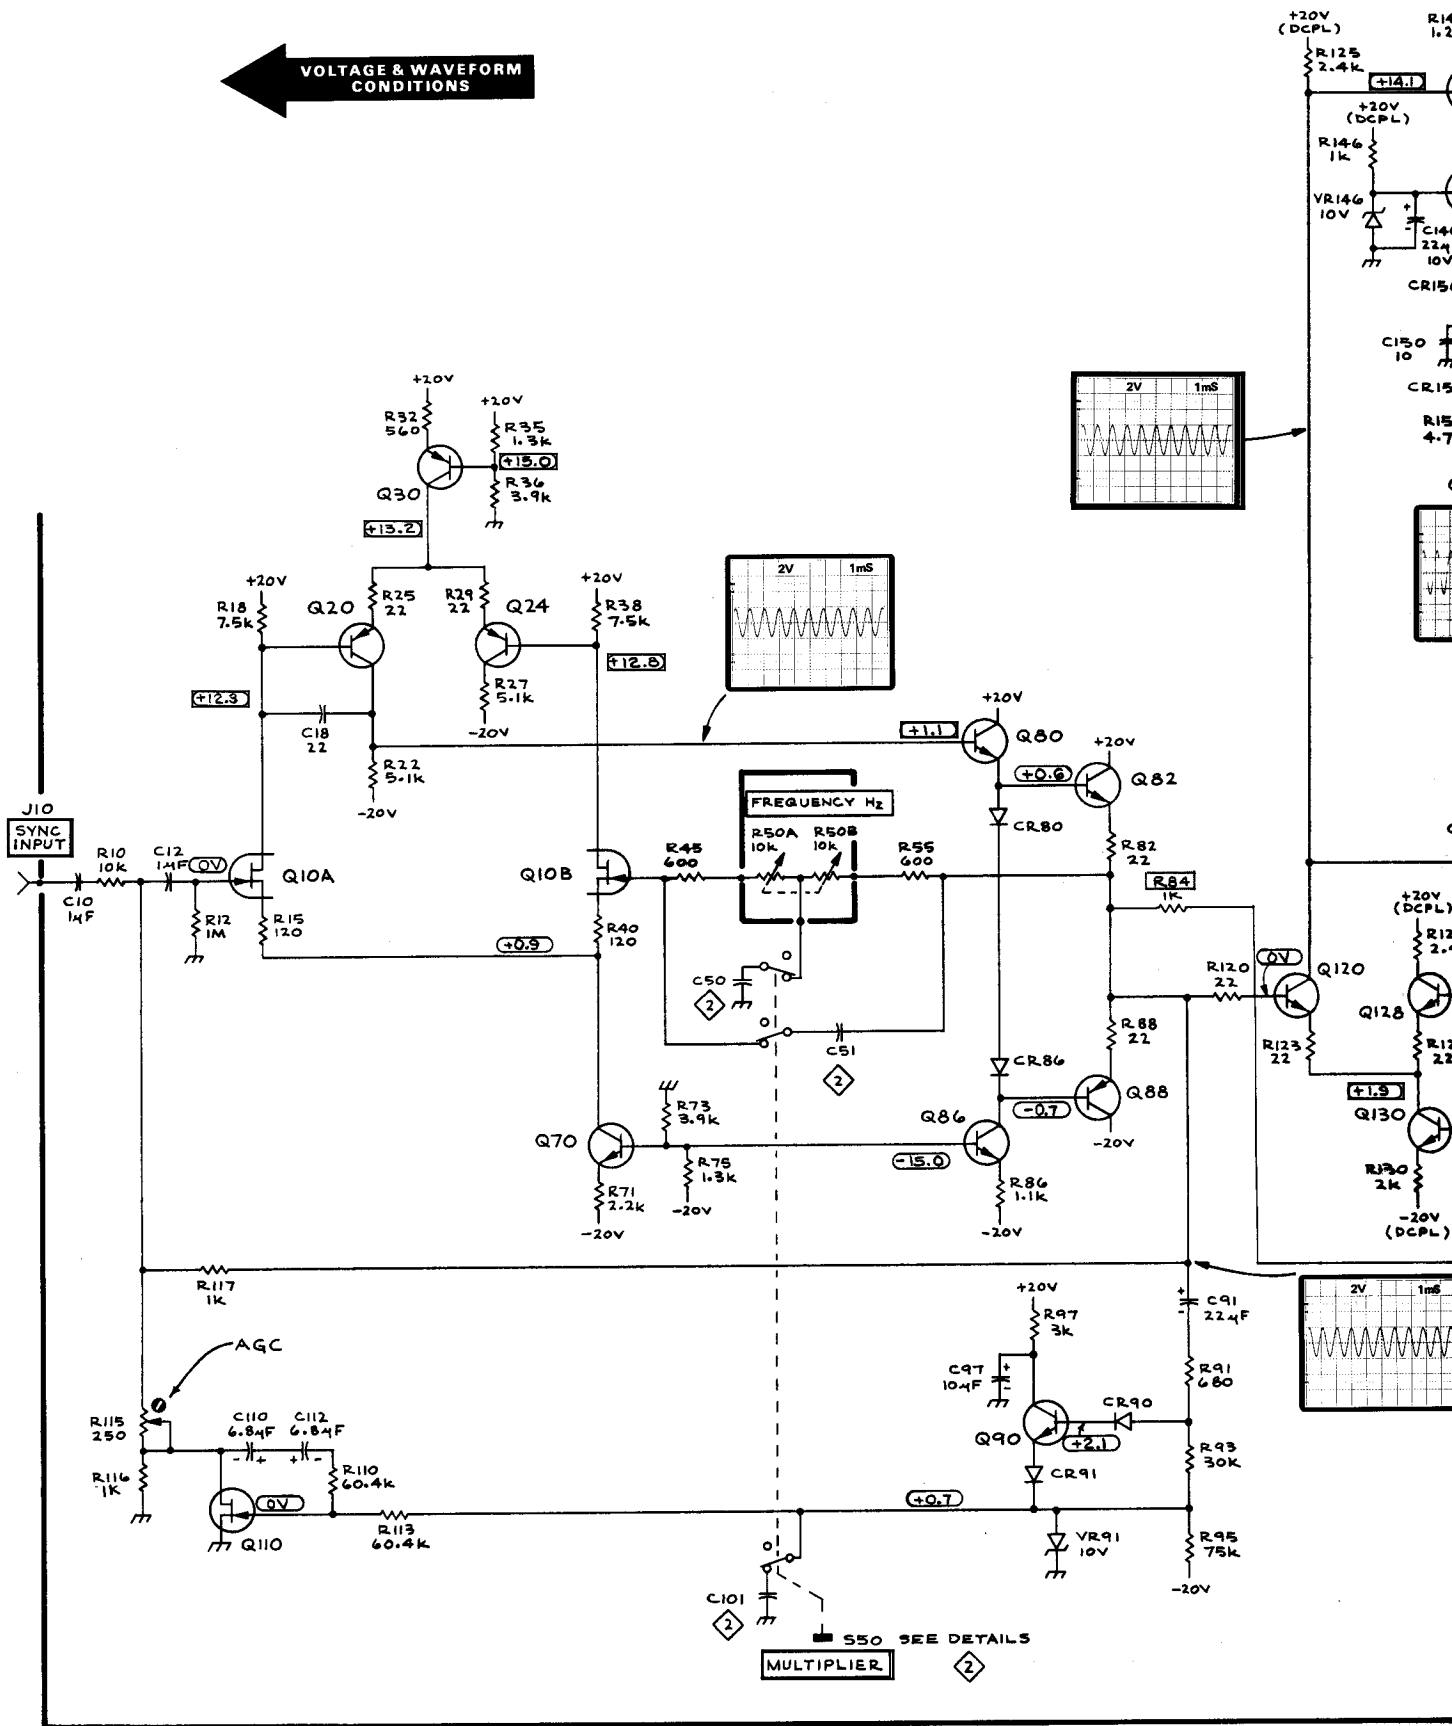 VOLTAGE & WAVEFORM
CONDITIONS
+20V
(DCPL)
R125
2.4k
+14.1
+20V
(DCPL)
R146
1k
VR146
10V
22µ
10V
C150
10
4.7
2V 1mS
+20V
R32
560
+20V
R35
1.3k
+15.0
R36
3.9k
Q30
+13.2
2V 1mS
+20V
R18
7.5k
Q20
R25
22
R29
22
Q24
+20V
R38
7.5k
+12.8
+12.3
C18
22
R27
5.1k
-20V
R22
5.1k
-20V
+20V
+1.1
Q80
+20V
+0.6
Q82
CR80
R82
22
J10
SYNC
INPUT
R10
10k
C12
1µF
0V
C10
1µF
R12
1M
Q10A
R15
120
+0.9
Q10B
R40
120
R45
600
FREQUENCY Hz
R50A
10k
R50B
10k
R55
600
R84
1k
C50
2
C51
2
R120
22
0V
Q120
R123
22
+20V
(DCPL)
Q128
+1.9
Q130
R130
2k
-20V
(DCPL)
R88
22
CR86
Q88
-0.7
-20V
Q86
-15.0
R86
1.1k
-20V
R73
3.9k
Q70
R75
1.3k
-20V
R71
2.2k
-20V
R117
1k
2V 1mS
+20V
R97
3k
C91
22µF
C97
10µF
R91
680
CR90
Q90
+2.1
R93
30k
CR91
+0.7
VR91
10V
R95
75k
-20V
AGC
R115
250
C110
6.8µF
C112
6.8µF
R116
1k
R110
60.4k
0V
Q110
R113
60.4k
C101
2
S50 SEE DETAILS
2
MULTIPLIER